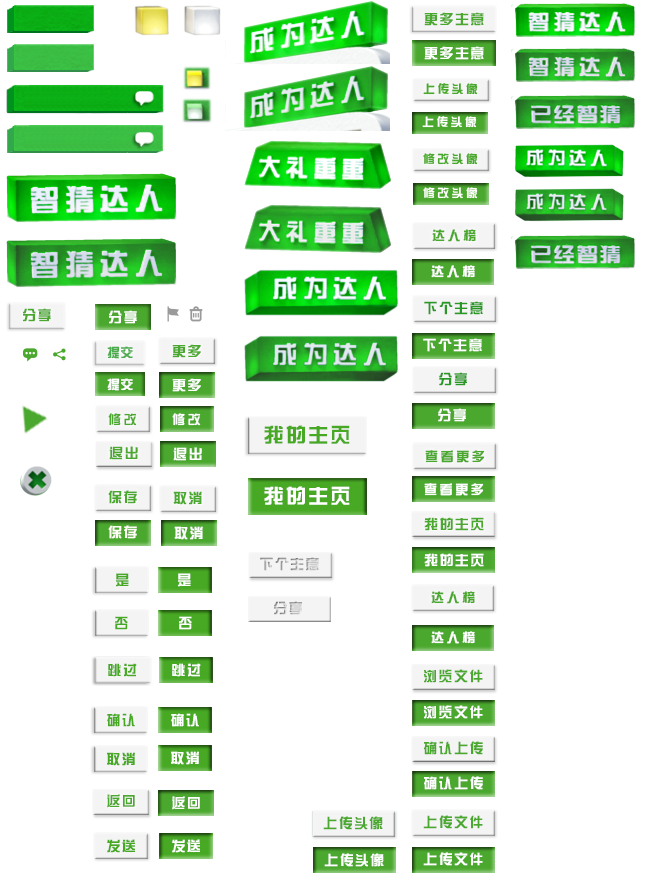 智猜达人
智猜达人
分享
分享
提交
更多
提交
更多
修改
修改
退出
退出
保存
取消
保存
取消
是
是
否
否
跳过
跳过
确认
确认
取消
取消
返回
返回
发送
发送
成为达人
成为达人
大礼重重
大礼重重
成为达人
成为达人
我的主页
我的主页
下个主意
分享
上传头像
上传头像
更多主意
更多主意
上传头像
上传头像
修改头像
修改头像
达人榜
达人榜
下个主意
下个主意
分享
分享
查看更多
查看更多
我的主页
我的主页
达人榜
达人榜
浏览文件
浏览文件
确认上传
确认上传
上传文件
上传文件
智猜达人
智猜达人
已经智猜
成为达人
成为达人
已经智猜